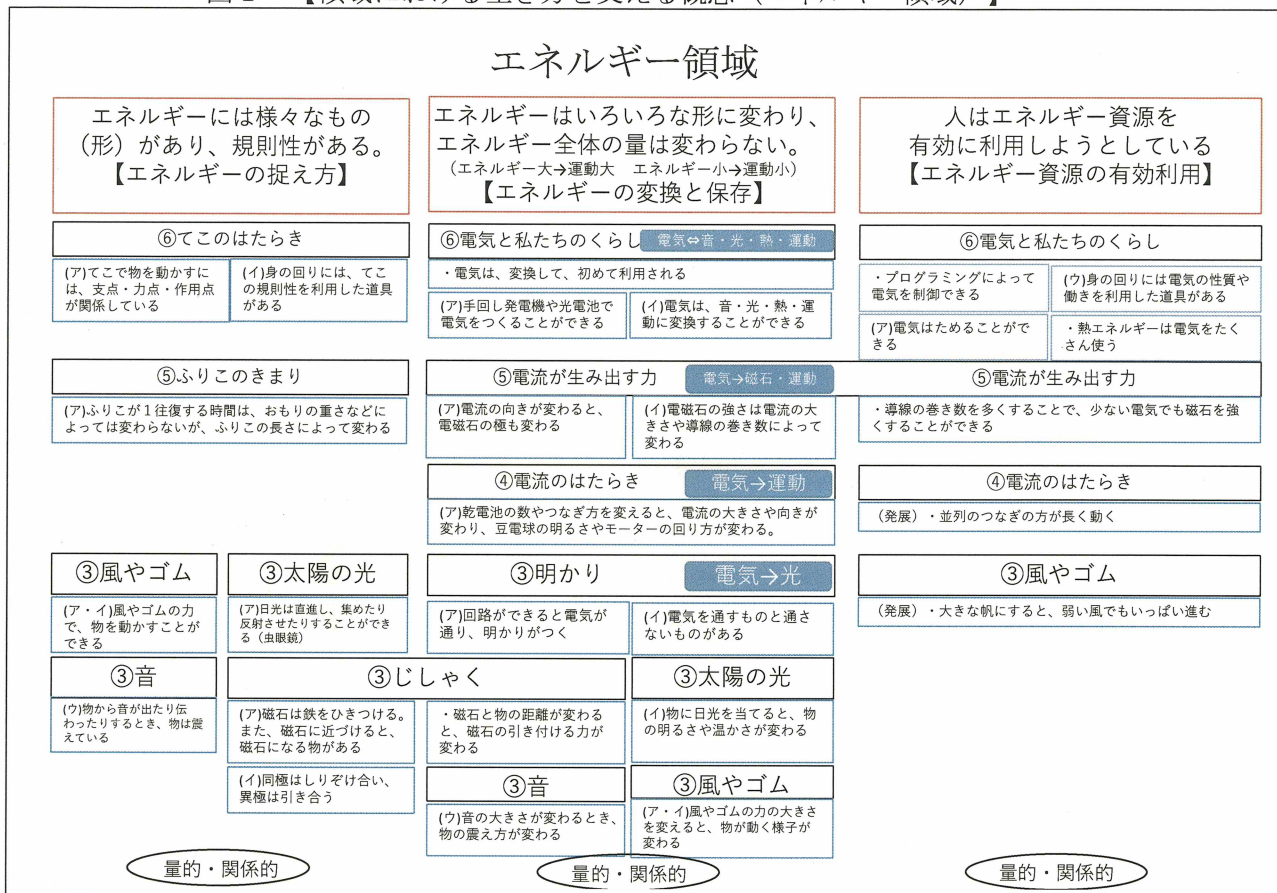 エネルギー領域
エネルギーには様々なもの
（形）があり、規則性がある。
【エネルギーの捉え方】
エネルギーはいろいろな形に変わり、
エネルギー全体の量は変わらない。
（エネルギー大→運動大　エネルギー小→運動小）
【エネルギーの変換と保存】
人はエネルギー資源を
有効に利用しようとしている
【エネルギー資源の有効利用】
⑥てこのはたらき
(ア)てこで物を動かすに
は、支点・力点・作用点
が関係している
(イ)身の回りには、てこ
の規則性を利用した道具
がある
⑥電気と私たちのくらし
電気⇔音・光・熱・運動
・電気は、変換して、初めて利用される
(ア)手回し発電機や光電池で
電気をつくることができる
(イ)電気は、音・光・熱・運
動に変換することができる
⑥電気と私たちのくらし
・プログラミングによって
電気を制御できる
(ウ)身の回りには電気の性質や
働きを利用した道具がある
(ア)電気はためることがで
きる
・熱エネルギーは電気をたく
さん使う
⑤ふりこのきまり
(ア)ふりこが１往復する時間は、おもりの重さなどに
よっては変わらないが、ふりこの長さによって変わる
⑤電流が生み出す力
電気→磁石・運動
(ア)電流の向きが変わると、
電磁石の極も変わる
(イ)電磁石の強さは電流の大
きさや導線の巻き数によって
変わる
⑤電流が生み出す力
・導線の巻き数を多くすることで、少ない電気でも磁石を強
くすることができる
④電流のはたらき
電気→運動
(ア)乾電池の数やつなぎ方を変えると、電流の大きさや向きが
変わり、豆電球の明るさやモーターの回り方が変わる。
④電流のはたらき
（発展）・並列のつなぎの方が長く動く
③風やゴム
(ア・イ)風やゴムの力
で、物を動かすことが
できる
③太陽の光
(ア)日光は直進し、集めたり
反射させたりすることができ
る（虫眼鏡）
③明かり
電気→光
(ア)回路ができると電気が
通り、明かりがつく
(イ)電気を通すものと通さ
ないものがある
③風やゴム
（発展）・大きな帆にすると、弱い風でもいっぱい進む
③音
(ウ)物から音が出たり伝
わったりするとき、物は震
えている
③じしゃく
(ア)磁石は鉄をひきつける。
また、磁石に近づけると、
磁石になる物がある
・磁石と物の距離が変わる
と、磁石の引き付ける力が
変わる
(イ)同極はしりぞけ合い、
異極は引き合う
③太陽の光
(イ)物に日光を当てると、物
の明るさや温かさが変わる
③音
(ウ)音の大きさが変わるとき、
物の震え方が変わる
③風やゴム
(ア・イ)風やゴムの力の大きさ
を変えると、物が動く様子が
変わる
量的・関係的
量的・関係的
量的・関係的